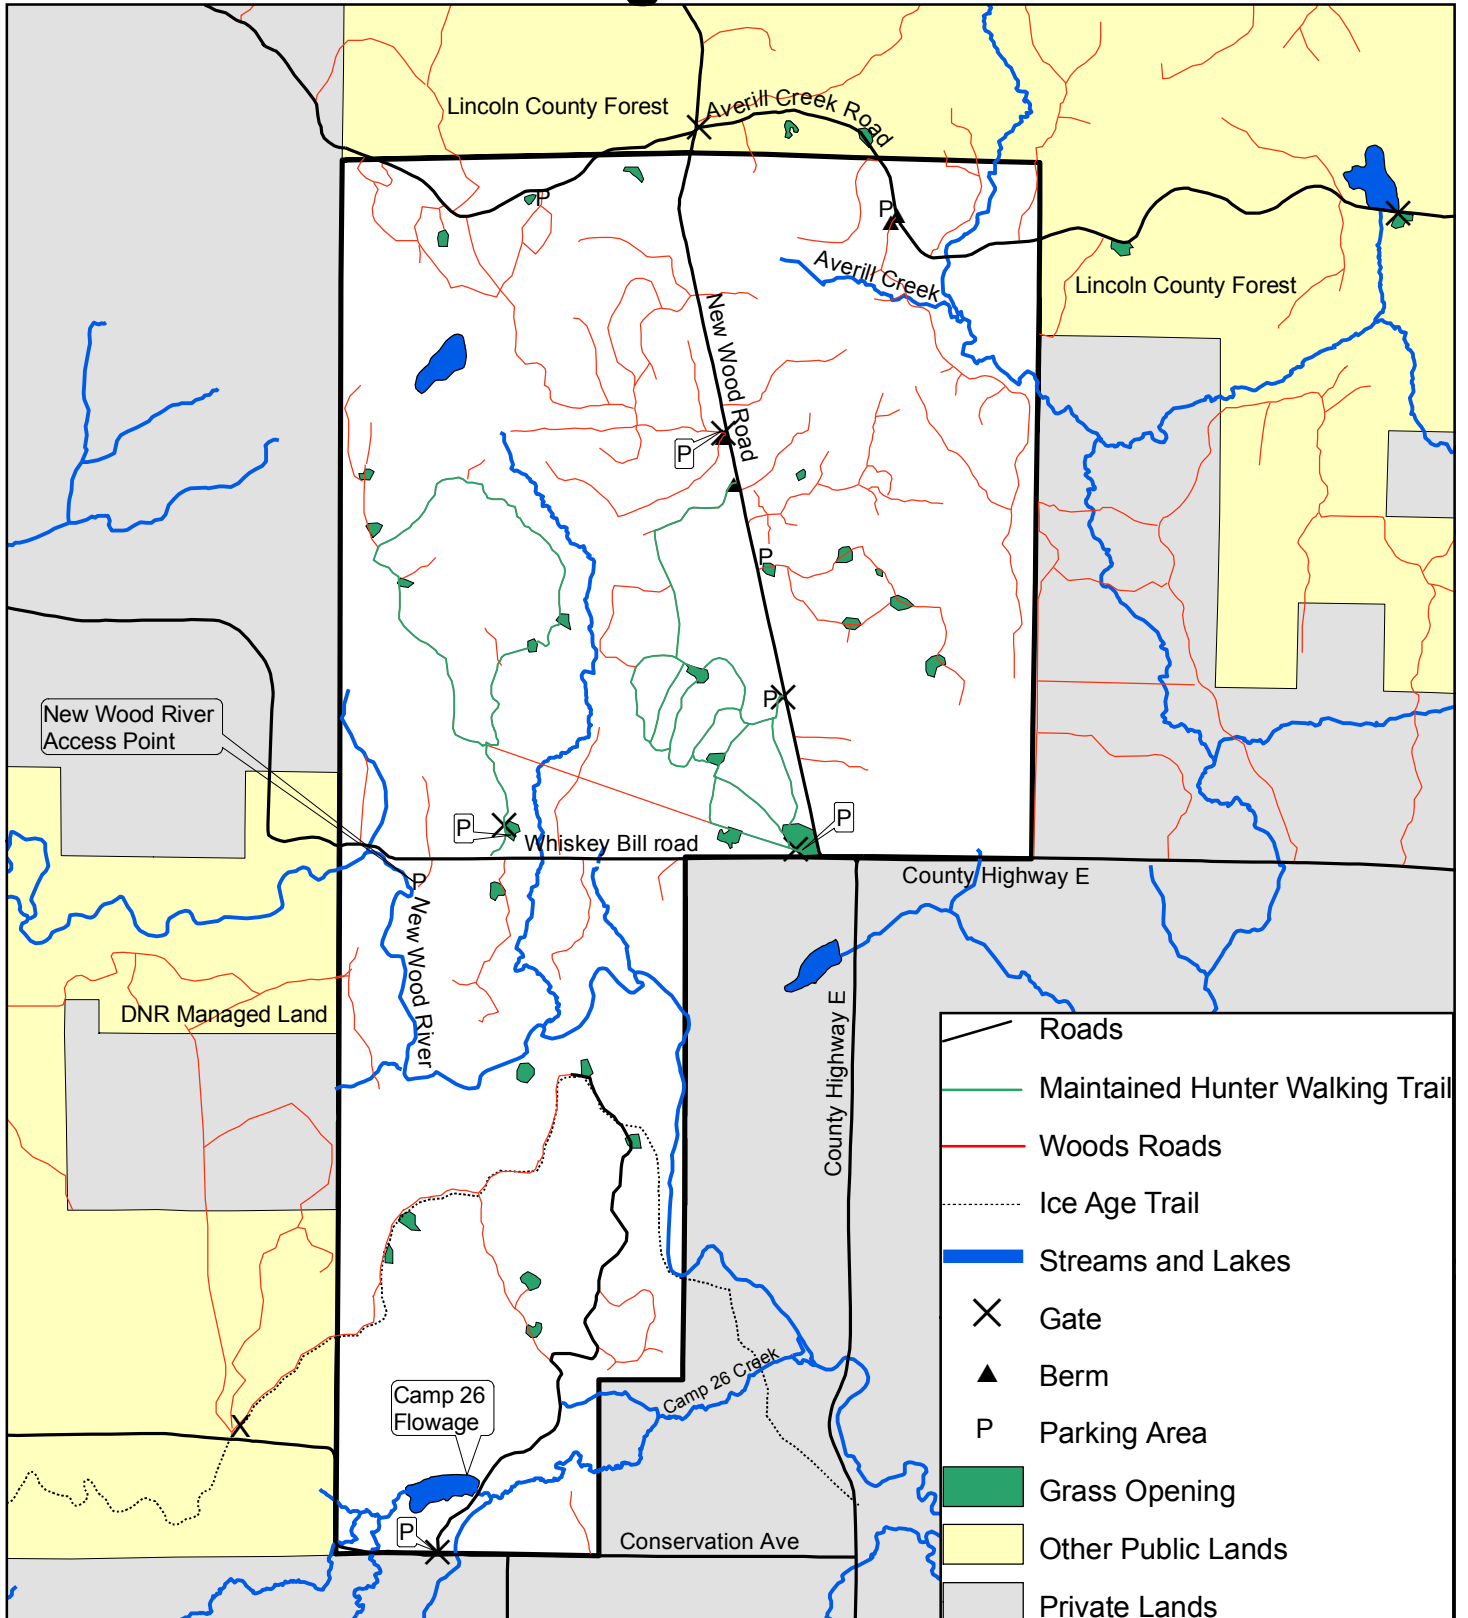 Lincoln County Forest
Averill Creek Road
P
P
Averill Creek
Lincoln County Forest
New Wood Road
P
P
New Wood River
Access Point
P
P
P
Whiskey Bill road
County Highway E
P
New Wood River
DNR Managed Land
County Highway E
Camp 26 Creek
Camp 26
Flowage
P
Conservation Ave
Roads
Maintained Hunter Walking Trail
Woods Roads
Ice Age Trail
Streams and Lakes
Gate
Berm
P Parking Area
Grass Opening
Other Public Lands
Private Lands